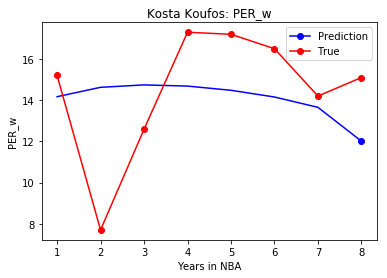 Kosta Koufos: PER_w
Prediction
True
PER_w
16
14
12
10
8
1 2 3 4 5 6 7 8
Years in NBA